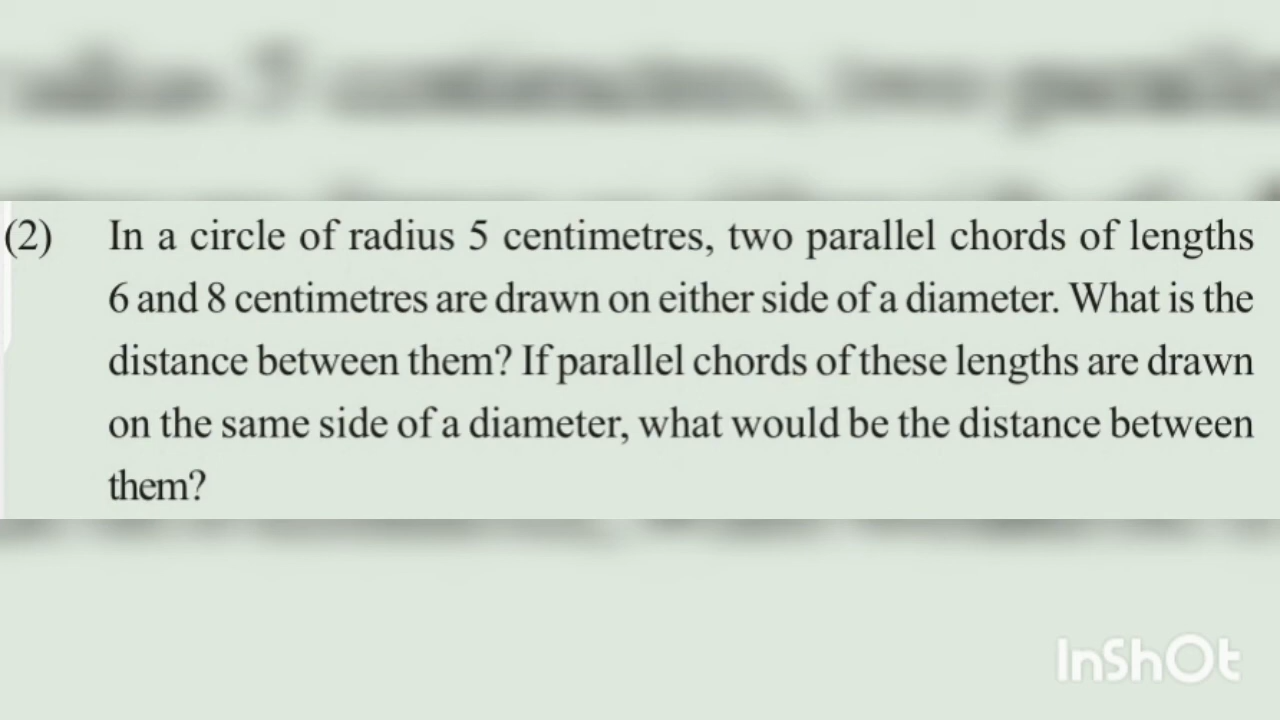 (2) In a circle of radius 5 centimetres, two parallel chords of lengths
6 and 8 centimetres are drawn on either side of a diameter. What is the
distance between them? If parallel chords of these lengths are drawn
on the same side of a diameter, what would be the distance between
them?
InShOt